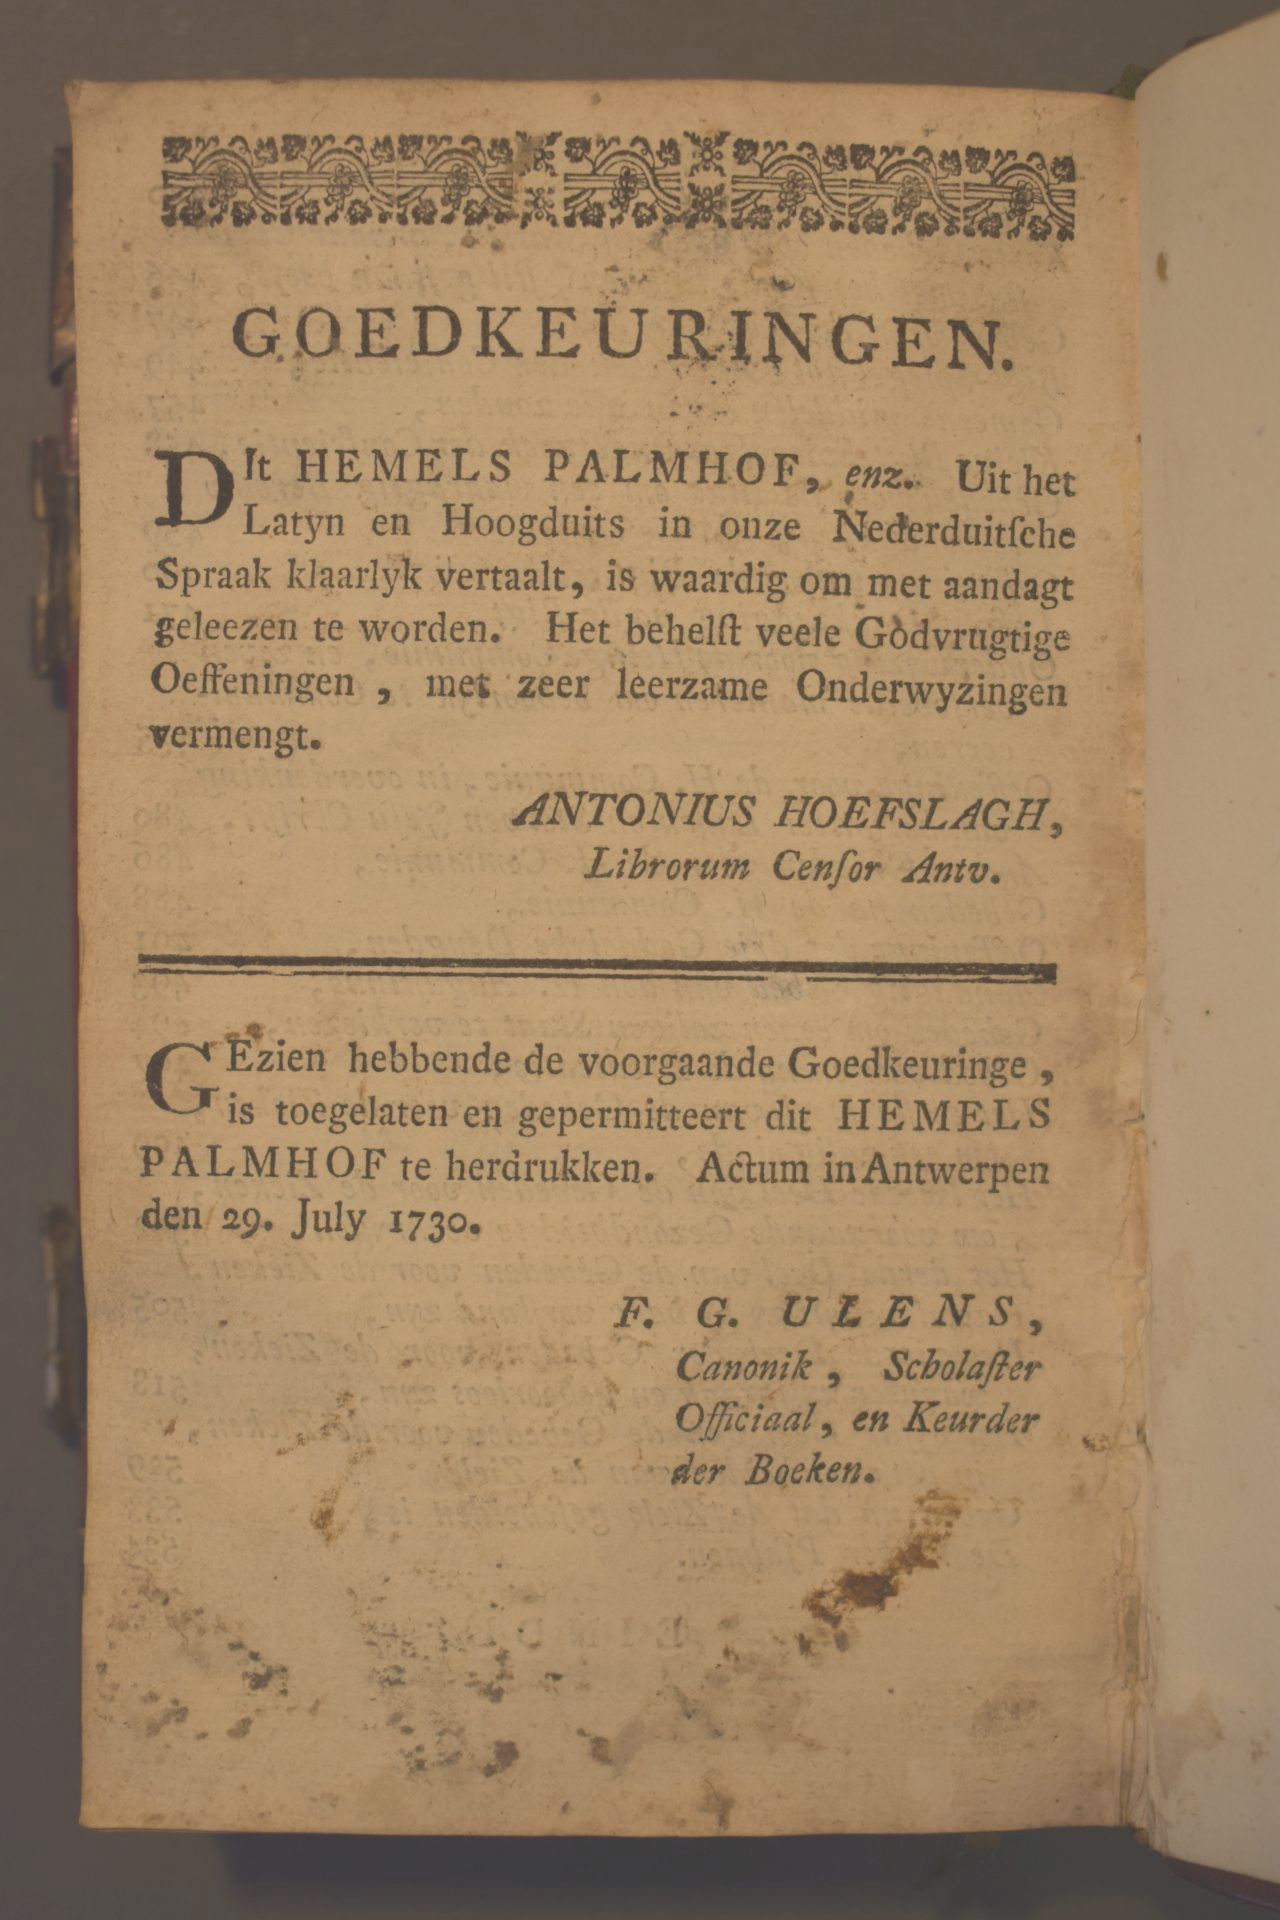 GOEDKEURINGEN.
DIt HEMELS PALMHOF, enz. Uit het
Latyn en Hoogduits in onze Nederduitſche
Spraak klaarlyk vertaalt, is waardig om met aandagt
geleezen te worden. Het behelſt veele Godvrugtige
Oeffeningen, met zeer leerzame Onderwyzingen
vermengt.
ANTONIUS HOEFSLAGH,
Librorum Cenſor Antv.
GEzien hebbende de voorgaande Goedkeuringe,
is toegelaten en gepermitteert dit HEMELS
PALMHOF te herdrukken. Actum in Antwerpen
den 29. July 1730.
F. G. ULENS,
Canonik, Scholaſter
Officiaal, en Keurder
der Boeken.